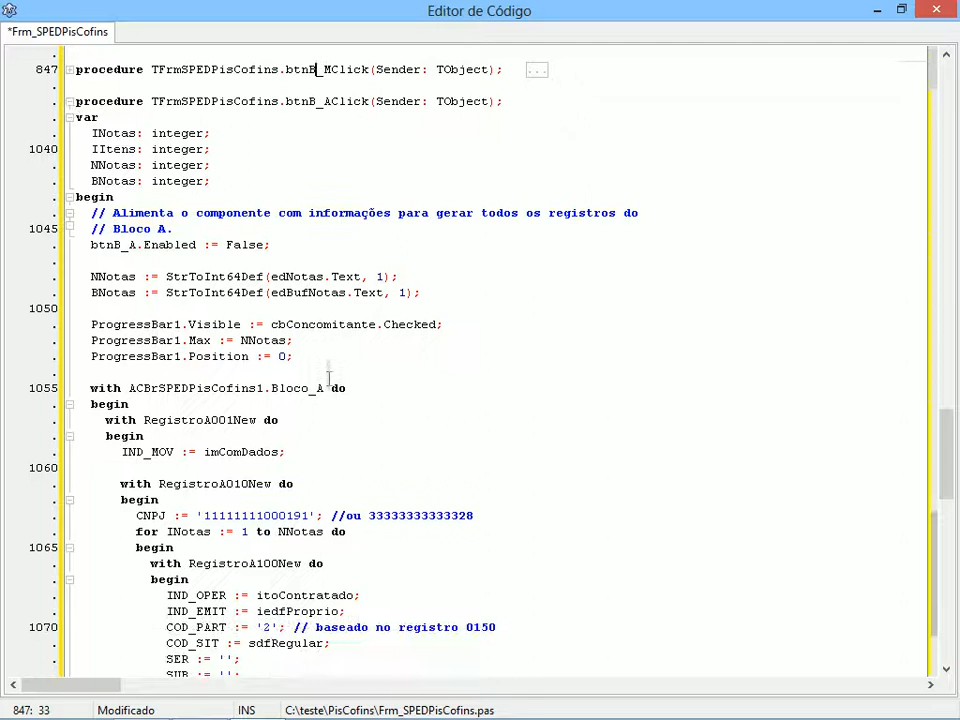 Editor de Código
*Frm_SPEDPisCofins
847 procedure TFrmSPEDPisCofins.btnB_MClick(Sender: TObject); ...
procedure TFrmSPEDPisCofins.btnB_AClick(Sender: TObject);
var
INotas: integer;
1040 IItens: integer;
NNotas: integer;
BNotas: integer;
begin
// Alimenta o componente com informações para gerar todos os registros do
1045 // Bloco A.
btnB_A.Enabled := False;
NNotas := StrToInt64Def(edNotas.Text, 1);
BNotas := StrToInt64Def(edBufNotas.Text, 1);
1050
ProgressBar1.Visible := cbConcomitante.Checked;
ProgressBar1.Max := NNotas;
ProgressBar1.Position := 0;
1055 with ACBrSPEDPisCofins1.Bloco_A do
begin
with RegistroA001New do
begin
IND_MOV := imComDados;
1060
with RegistroA010New do
begin
CNPJ := '11111111000191'; //ou 33333333333328
for INotas := 1 to NNotas do
1065 begin
with RegistroA100New do
begin
IND_OPER := itoContratado;
IND_EMIT := iedfProprio;
1070 COD_PART := '2'; // baseado no registro 0150
COD_SIT := sdfRegular;
SER := '';
SUB := '';
847: 33 Modificado INS C:\teste\PisCofins\Frm_SPEDPisCofins.pas